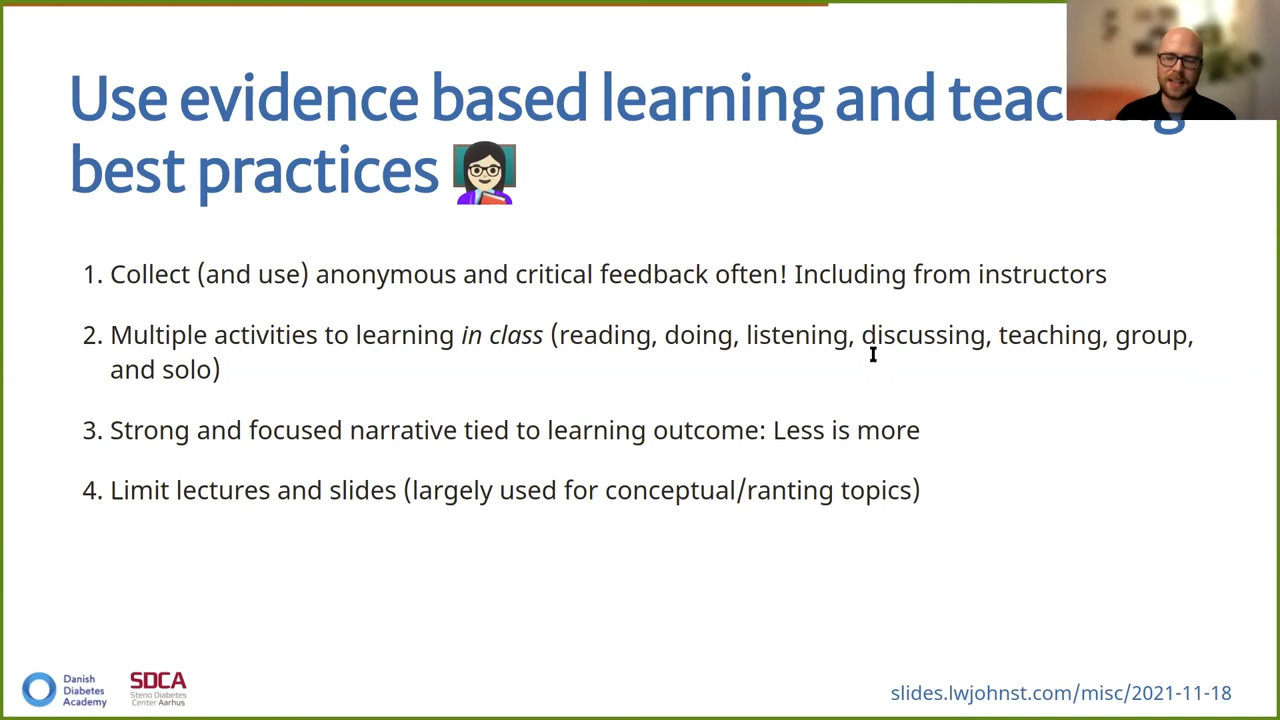 Use evidence based learning and teaching
best practices
1. Collect (and use) anonymous and critical feedback often! Including from instructors
2. Multiple activities to learning in class (reading, doing, listening, discussing, teaching, group,
and solo)
3. Strong and focused narrative tied to learning outcome: Less is more
4. Limit lectures and slides (largely used for conceptual/ranting topics)
Danish
Diabetes
Academy
SDCA
Steno Diabetes
Center Aarhus
slides.lwjohnst.com/misc/2021-11-18